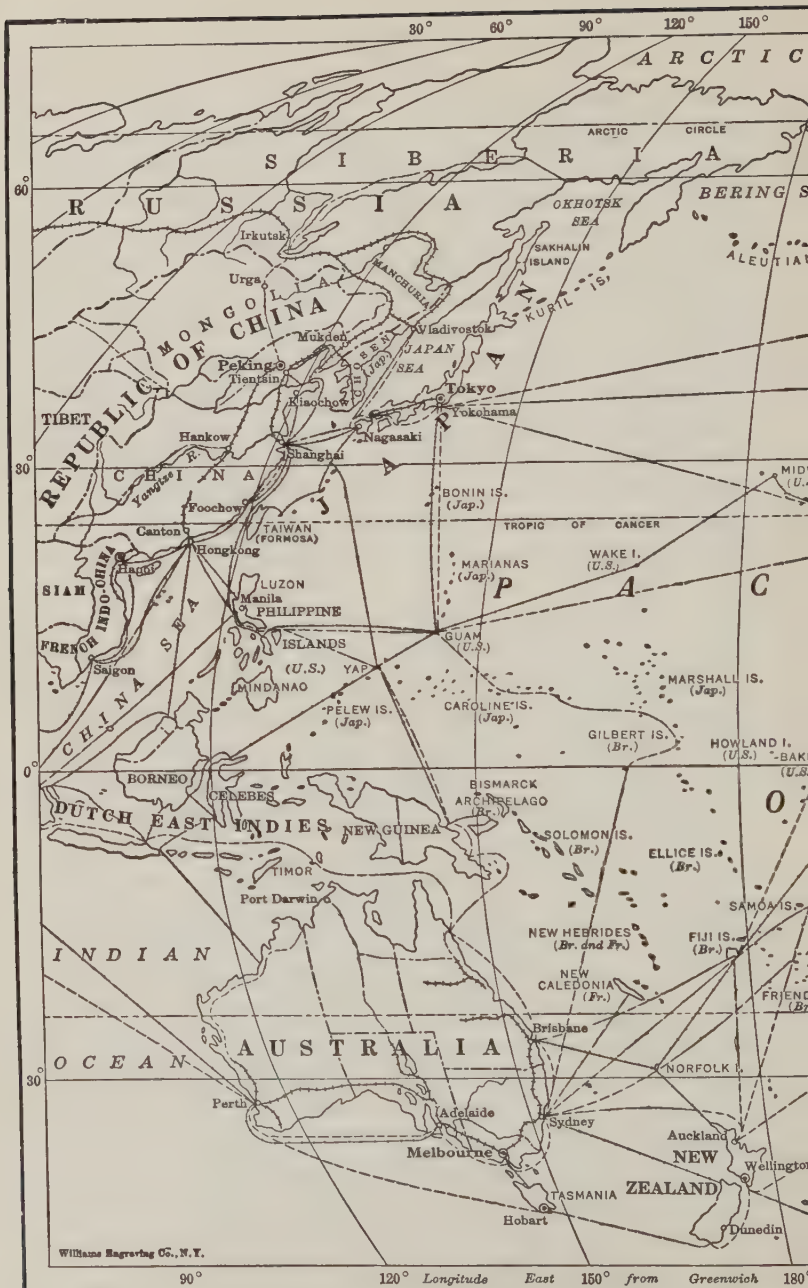 30° 60° 90° 120° 150°
ARCTIC
ARCTIC CIRCLE
SIBERIA
60°
RUSSIA
BERING S
OKHOTSK
SEA
Irkutsk
SAKHALIN
ISLAND
ALEUTIAN
MANCHURIA
Urga
KURIL IS.
MONGOLIA
REPUBLIC OF CHINA
Mukden
Vladivostok
CHOSEN
(Jap.)
JAPAN
SEA
Peking
Tientsin
JAPAN
Tokyo
Kiaochow
Yokohama
TIBET
Nagasaki
Hankow
Shanghai
30°
CHINA
Yangtze R.
MIDW
(U.S.
BONIN IS.
(Jap.)
Foochow
TAIWAN
(FORMOSA)
TROPIC OF CANCER
Canton
Hongkong
WAKE I.
(U.S.)
MARIANAS
(Jap.)
Hanoi
SIAM
FRENCH INDO-CHINA
LUZON
Manila
PHILIPPINE
ISLANDS
(U.S.)
PAC
GUAM
(U.S.)
Saigon
YAP
CHINA SEA
MINDANAO
PELEW IS.
(Jap.)
CAROLINE IS.
(Jap.)
MARSHALL IS.
(Jap.)
GILBERT IS.
(Br.)
HOWLAND I.
(U.S.)
BAKE
(U.S.
0°
BORNEO
CELEBES
BISMARCK
ARCHIPELAGO
(Br.)
O
DUTCH EAST INDIES
NEW GUINEA
SOLOMON IS.
(Br.)
ELLICE IS.
(Br.)
TIMOR
Port Darwin
SAMOA IS.
INDIAN
OCEAN
NEW HEBRIDES
(Br. and Fr.)
FIJI IS.
(Br.)
NEW
CALEDONIA
(Fr.)
FRIEND
(Br
Brisbane
AUSTRALIA
NORFOLK I.
30°
Perth
Adelaide
Sydney
Auckland
Melbourne
NEW
ZEALAND
Wellington
TASMANIA
Hobart
Dunedin
Williams Engraving Co., N.Y.
90° 120° Longitude East 150° from Greenwich 180°